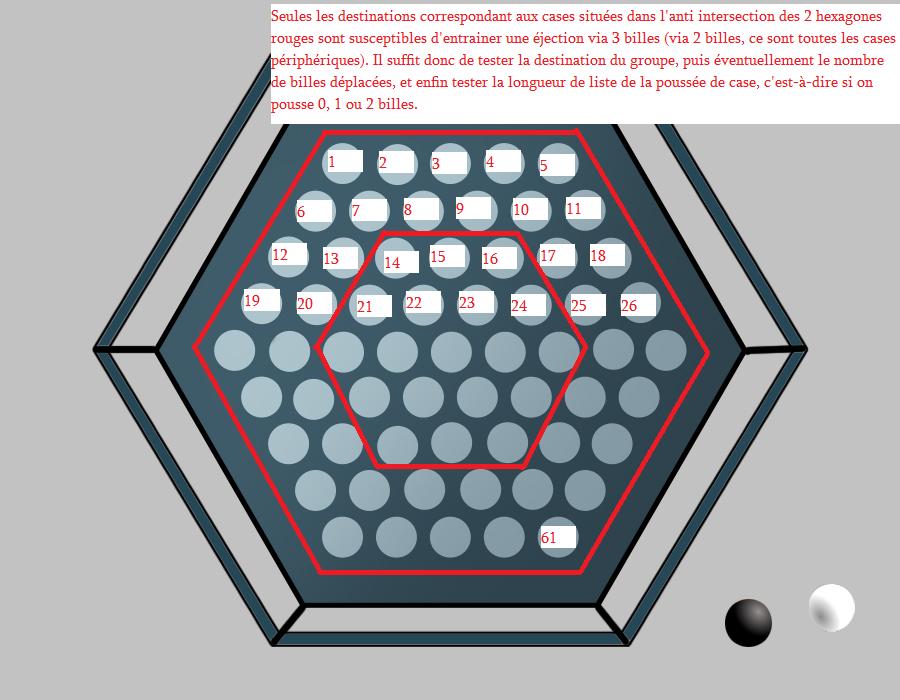 Seules les destinations correspondant aux cases situées dans l'anti intersection des 2 hexagones
rouges sont susceptibles d'entrainer une éjection via 3 billes (via 2 billes, ce sont toutes les cases
périphériques). Il suffit donc de tester la destination du groupe, puis éventuellement le nombre
de billes déplacées, et enfin tester la longueur de liste de la poussée de case, c'est-à-dire si on
pousse 0, 1 ou 2 billes.
1 2 3 4 5
6 7 8 9 10 11
12 13 14 15 16 17 18
19 20 21 22 23 24 25 26
61